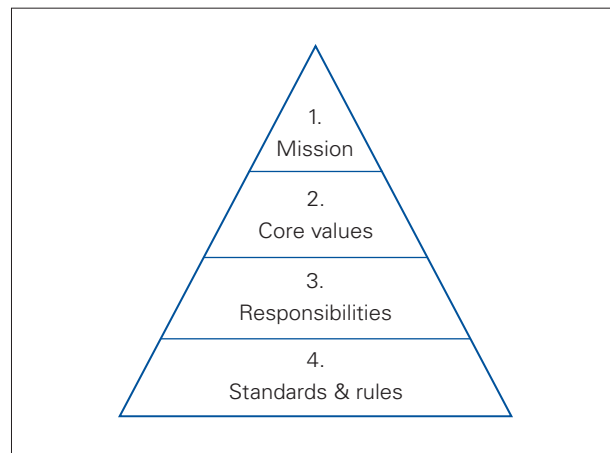 1.
Mission
2.
Core values
3.
Responsibilities
4.
Standards & rules